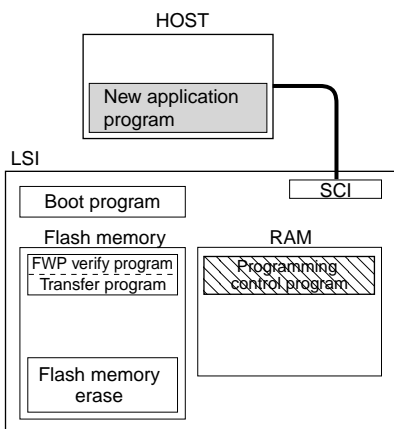 HOST
New application
program
LSI
SCI
Boot program
Flash memory
FWP verify program
Transfer program
Flash memory
erase
RAM
Programming
control program